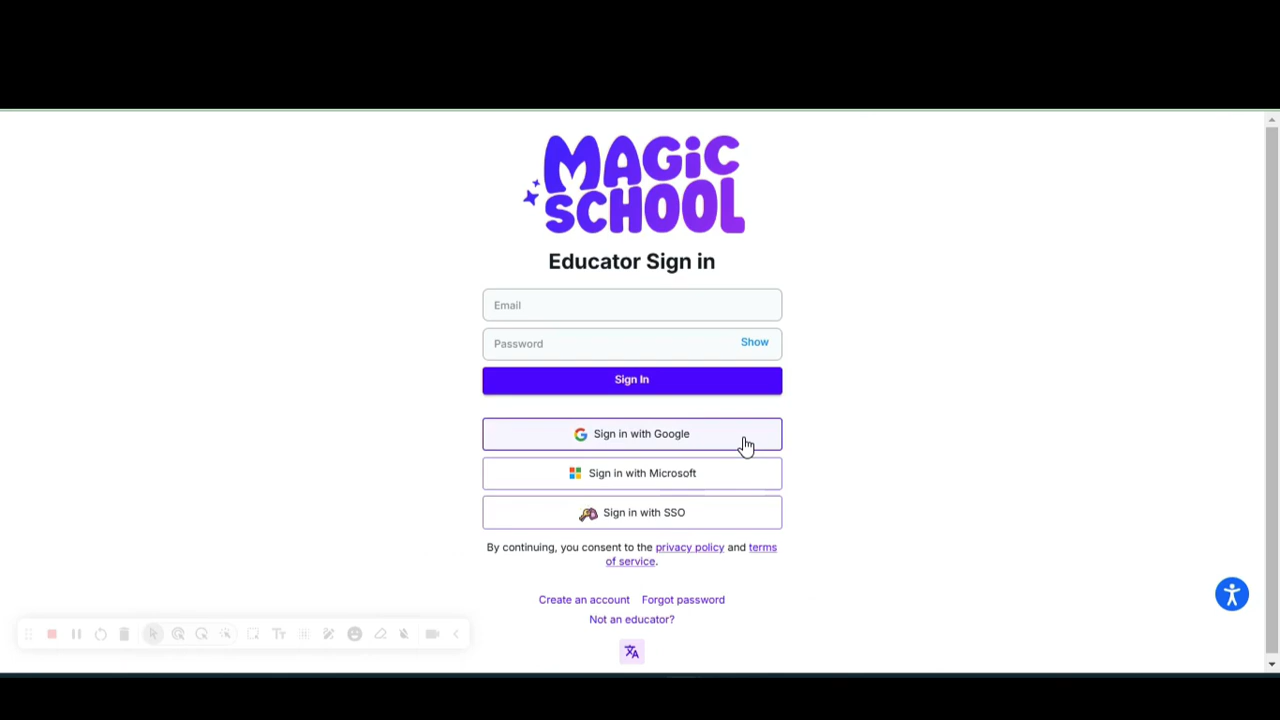 MAGIC
SCHOOL
Educator Sign in
Email
Password
Show
Sign In
Sign in with Google
Sign in with Microsoft
Sign in with SSO
By continuing, you consent to the privacy policy and terms
of service.
Create an account Forgot password
Not an educator?